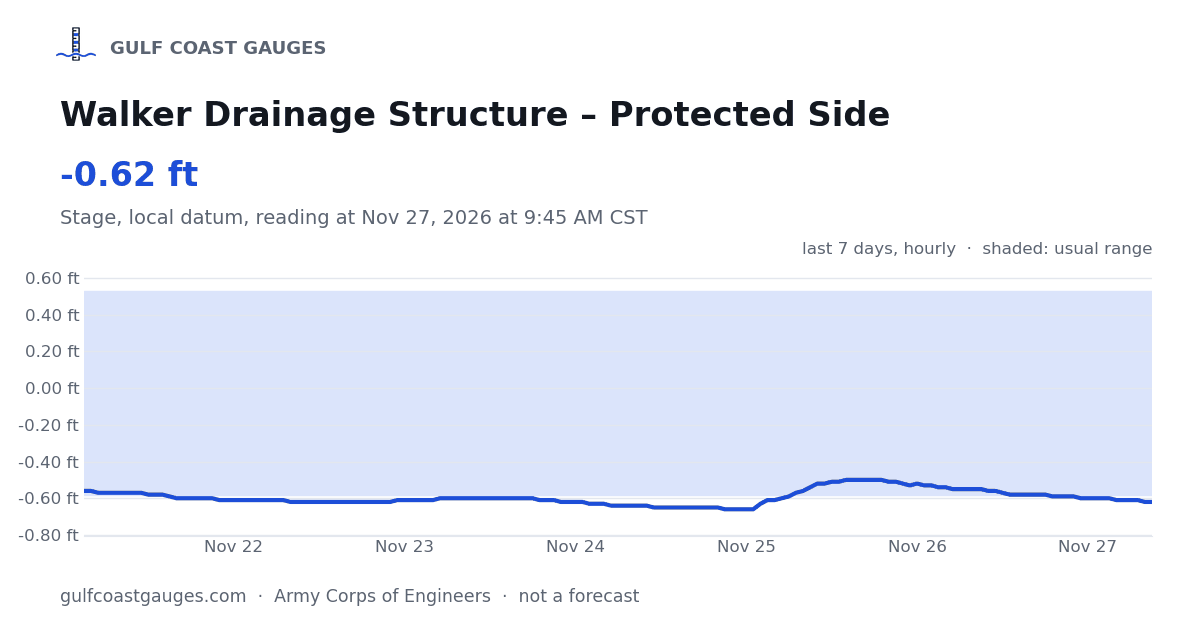 GULF COAST GAUGES
Walker Drainage Structure – Protected Side
-0.62 ft
Stage, local datum, reading at Nov 27, 2026 at 9:45 AM CST
last 7 days, hourly · shaded: usual range
0.60 ft
0.40 ft
0.20 ft
0.00 ft
-0.20 ft
-0.40 ft
-0.60 ft
-0.80 ft
Nov 22 Nov 23 Nov 24 Nov 25 Nov 26 Nov 27
gulfcoastgauges.com · Army Corps of Engineers · not a forecast